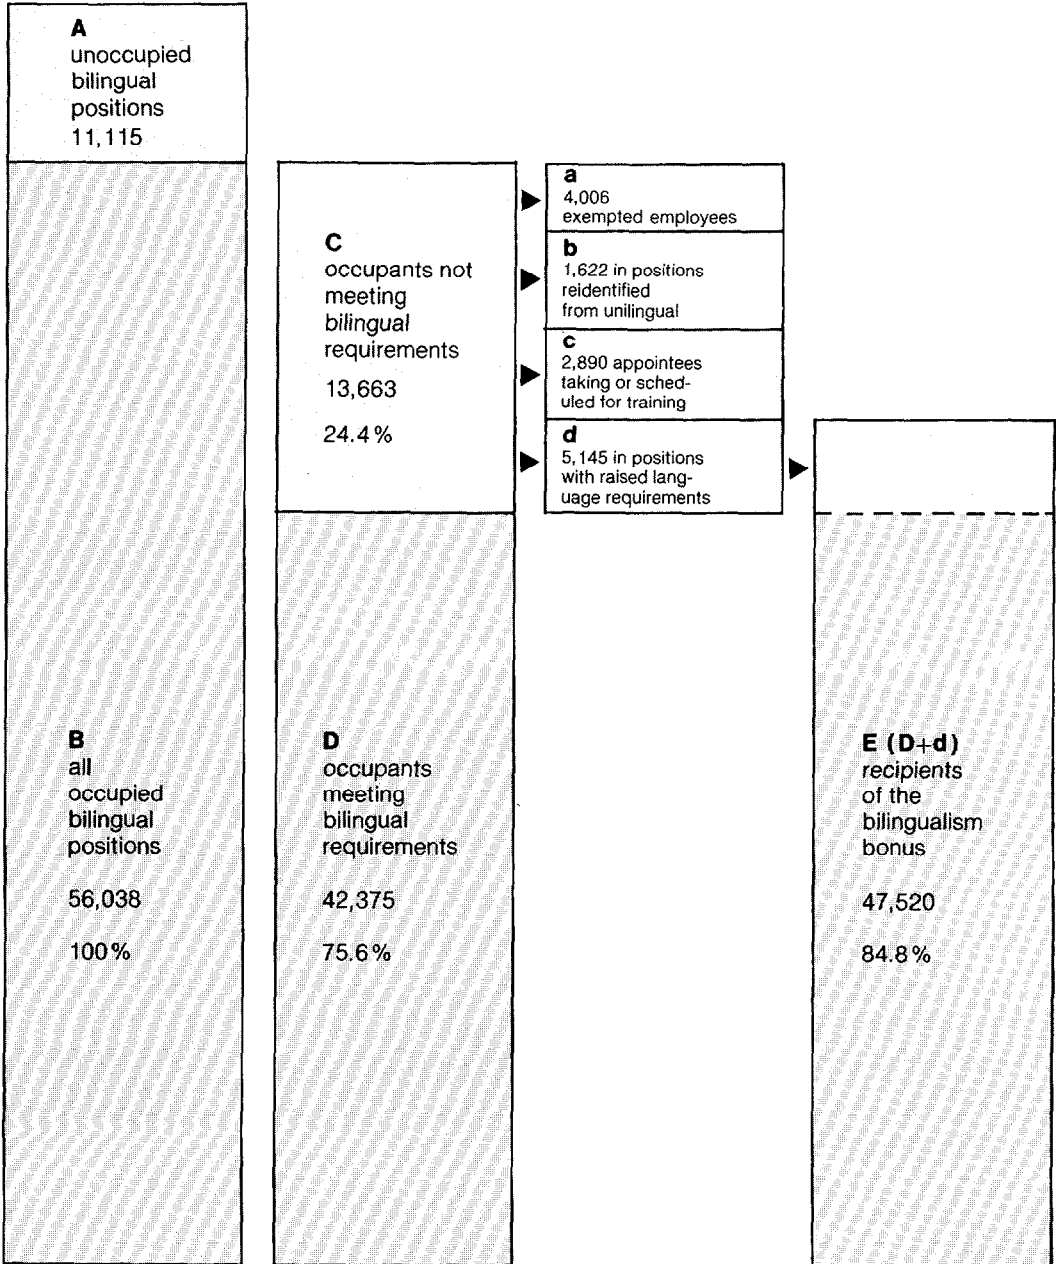 A
unoccupied
bilingual
positions
11,115
C
occupants not
meeting
bilingual
requirements
13,663
24.4%
a
4,006
exempted employees
b
1,622 in positions
reidentified
from unilingual
c
2,890 appointees
taking or sched-
uled for training
d
5,145 in positions
with raised lang-
uage requirements
B
all
occupied
bilingual
positions
56,038
100%
D
occupants
meeting
bilingual
requirements
42,375
75.6%
E (D+d)
recipients
of the
bilingualism
bonus
47,520
84.8%